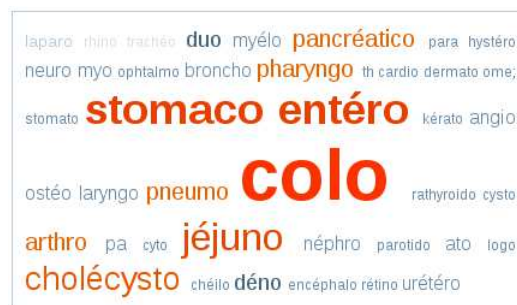 laparo rhino trachéo duo myélo pancréatico para hystéro
neuro myo ophtalmo broncho pharyngo th cardio dermato ome;
stomato stomaco entéro kérato angio
ostéo laryngo pneumo colo rathyroido cysto
arthro pa cyto jéjuno néphro parotido ato logo
cholécysto chéilo déno encéphalo rétino urétéro